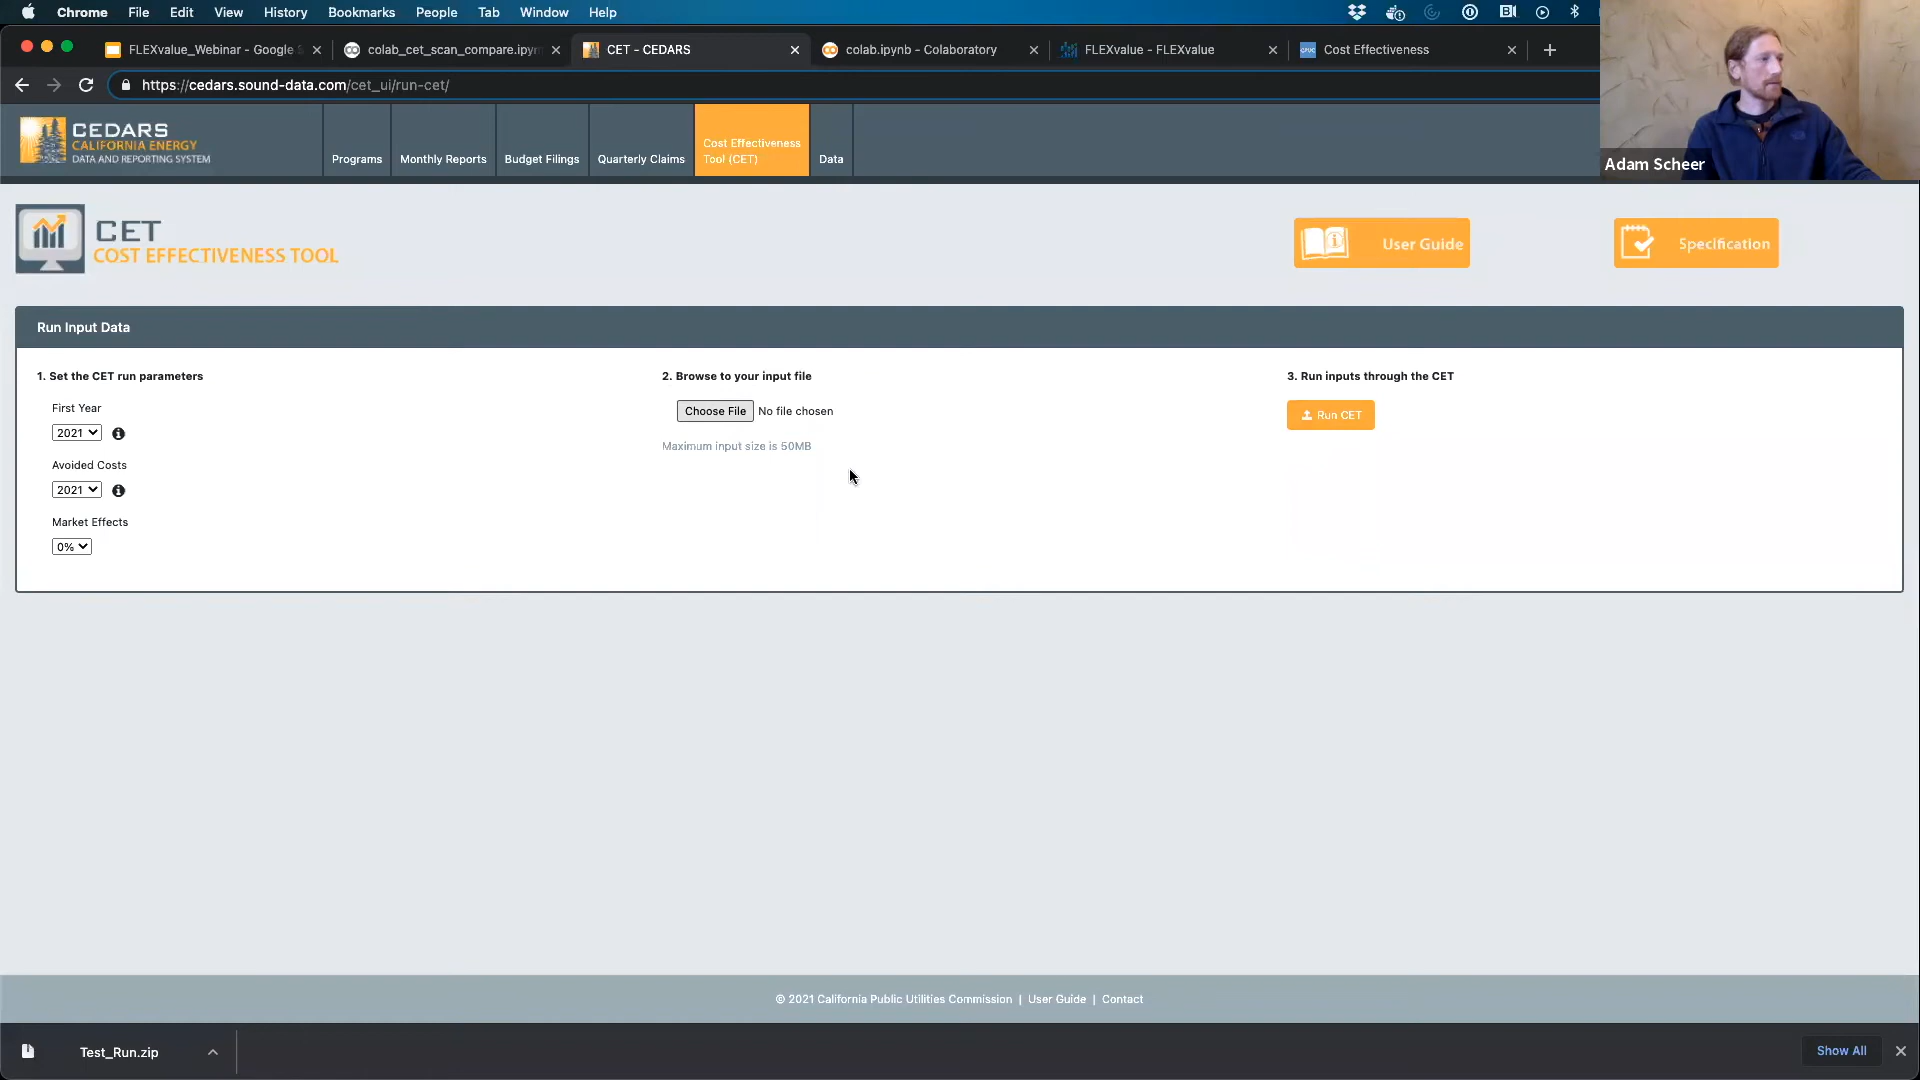 Chrome File Edit View History Bookmarks People Tab Window Help
FLEXvalue_Webinar - Google S
colab_cet_scan_compare.ipyn
CET - CEDARS
colab.ipynb - Colaboratory
FLEXvalue - FLEXvalue
Cost Effectiveness
https://cedars.sound-data.com/cet_ui/run-cet/
CEDARS
CALIFORNIA ENERGY
DATA AND REPORTING SYSTEM
Programs
Monthly Reports
Budget Filings
Quarterly Claims
Cost Effectiveness
Tool (CET)
Data
Adam Scheer
CET
COST EFFECTIVENESS TOOL
User Guide
Specification
Run Input Data
1. Set the CET run parameters
First Year
2021
Avoided Costs
2021
Market Effects
0%
2. Browse to your input file
Choose File No file chosen
Maximum input size is 50MB
3. Run inputs through the CET
Run CET
© 2021 California Public Utilities Commission | User Guide | Contact
Test_Run.zip
Show All